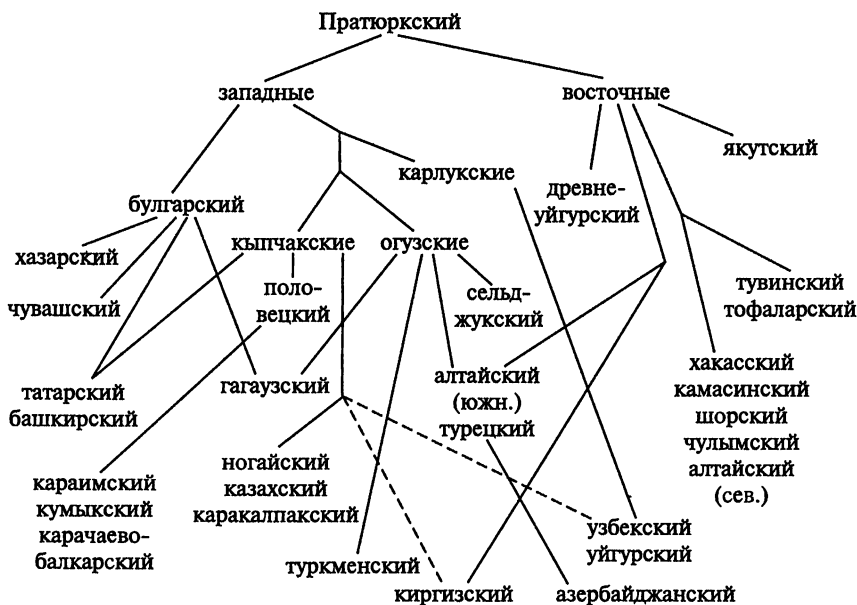 Пратюркский
западные
восточные
якутский
карлукские
древне-
уйгурский
булгарский
кыпчакские
огузские
хазарский
чувашский
поло-
вецкий
сельд-
жукский
тувинский
тофаларский
татарский
башкирский
гагаузский
алтайский
(южн.)
турецкий
хакасский
камасинский
шорский
чулымский
алтайский
(сев.)
караимский
кумыкский
карачаево-
балкарский
ногайский
казахский
каракалпакский
узбекский
уйгурский
туркменский
киргизский
азербайджанский